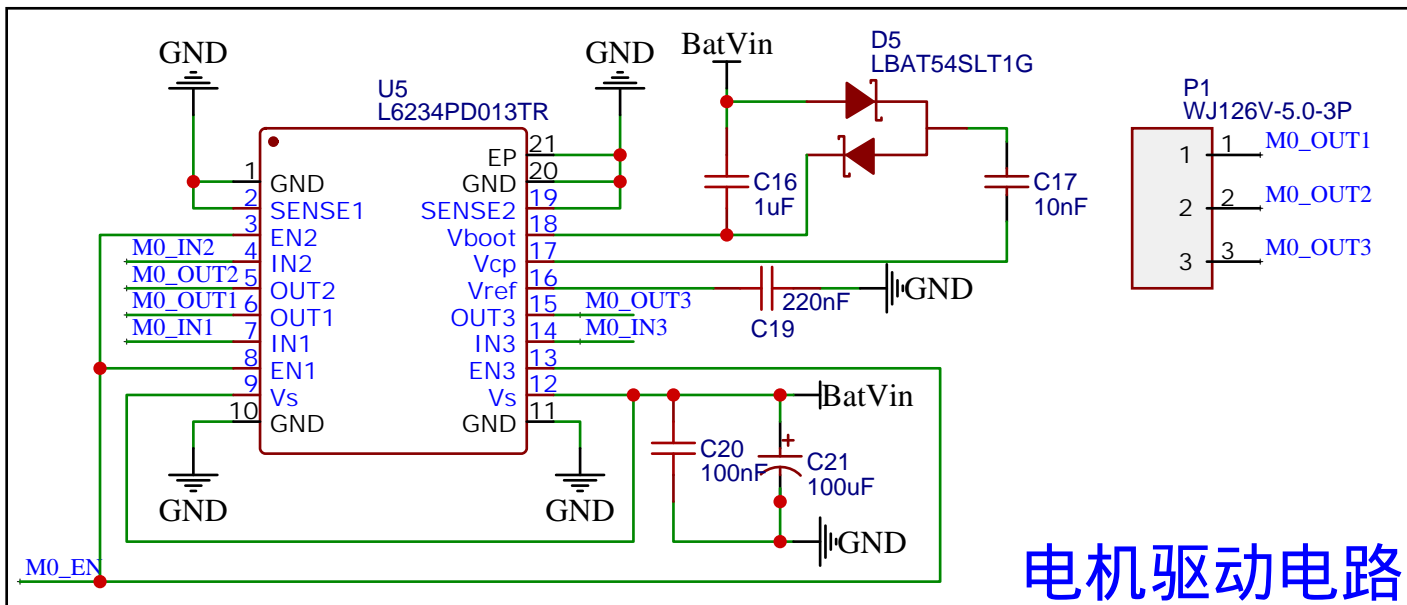 GND
U5
L6234PD013TR
GND
BatVin
D5
LBAT54SLT1G
P1
WJ126V-5.0-3P
1 GND
2 SENSE1
3 EN2
M0_IN2 4 IN2
M0_OUT2 5 OUT2
M0_OUT1 6 OUT1
M0_IN1 7 IN1
8 EN1
9 Vs
10 GND
EP 21
GND 20
SENSE2 19
Vboot 18
Vcp 17
Vref 16
OUT3 15 M0_OUT3
IN3 14 M0_IN3
EN3 13
Vs 12
GND 11
C16
1uF
C17
10nF
220nF
C19
GND
1 1 M0_OUT1
2 2 M0_OUT2
3 3 M0_OUT3
BatVin
C20
100nF
+
C21
100uF
GND
GND
GND
M0_EN
电机驱动电路